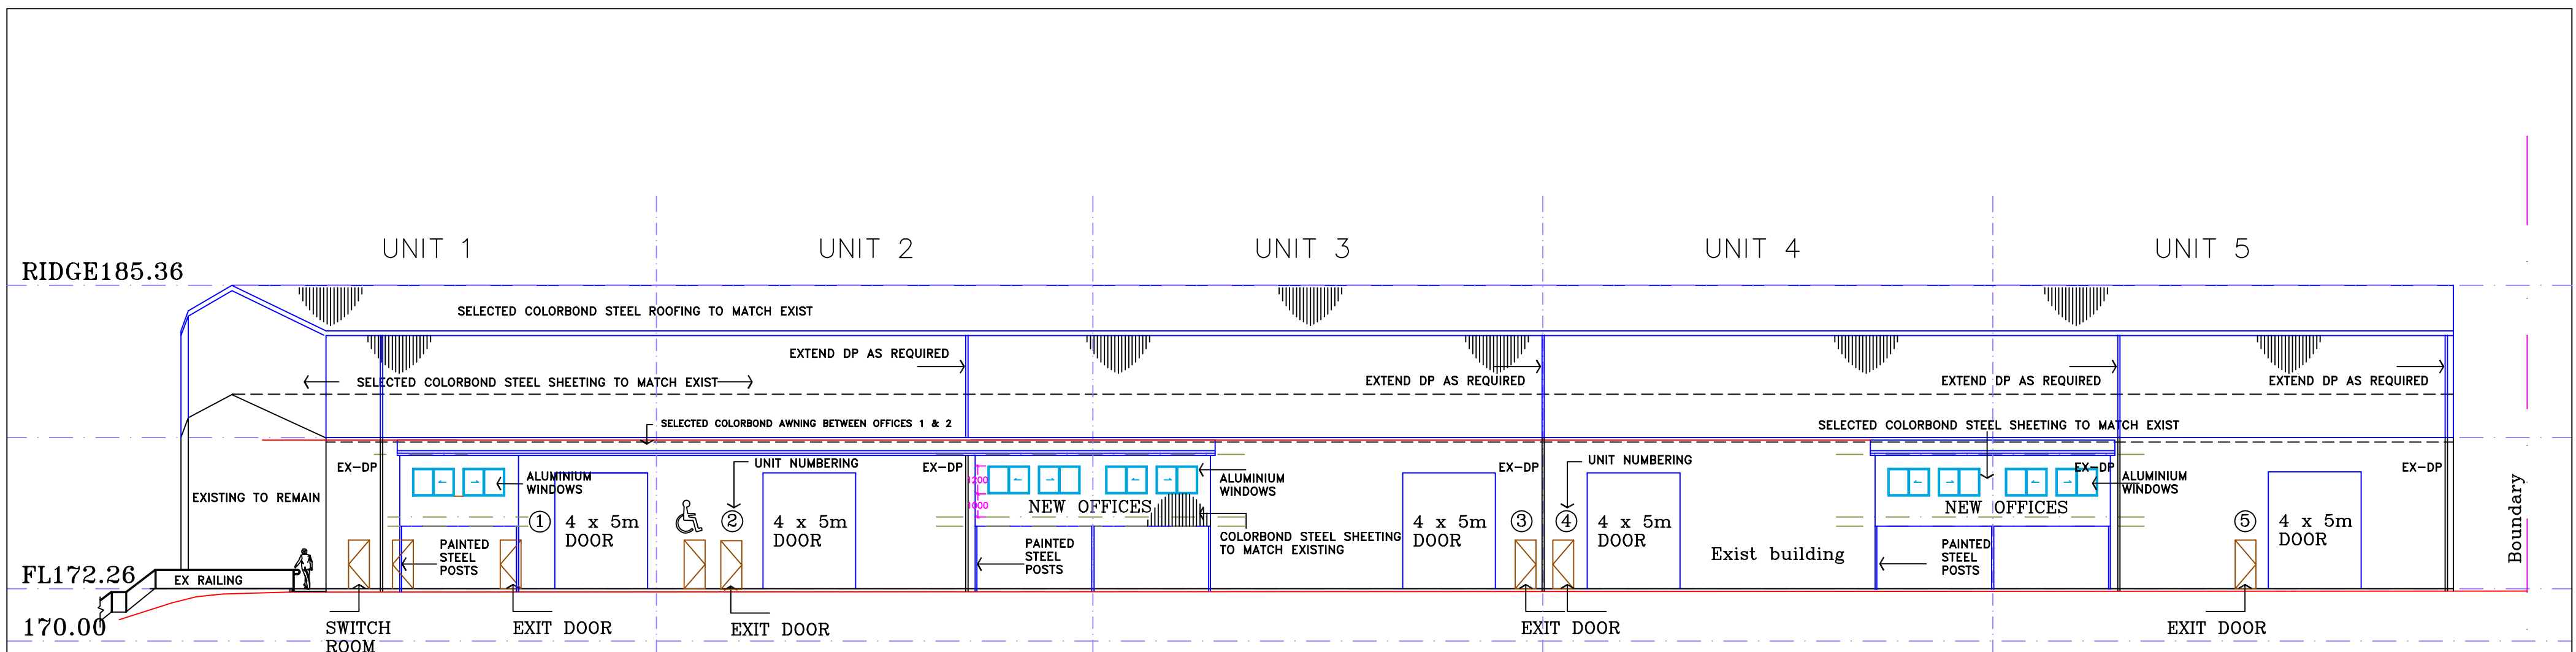 UNIT 1
UNIT 2
UNIT 3
UNIT 4
UNIT 5
RIDGE185.36
SELECTED COLORBOND STEEL ROOFING TO MATCH EXIST
EXTEND DP AS REQUIRED
SELECTED COLORBOND STEEL SHEETING TO MATCH EXIST
EXTEND DP AS REQUIRED
EXTEND DP AS REQUIRED
EXTEND DP AS REQUIRED
SELECTED COLORBOND AWNING BETWEEN OFFICES 1 & 2
SELECTED COLORBOND STEEL SHEETING TO MATCH EXIST
EX-DP
UNIT NUMBERING
EX-DP
EX-DP
UNIT NUMBERING
EX-DP
EX-DP
EXISTING TO REMAIN
ALUMINIUM
WINDOWS
1200
1000
ALUMINIUM
WINDOWS
ALUMINIUM
WINDOWS
NEW OFFICES
NEW OFFICES
1
4 x 5m
DOOR
2
4 x 5m
DOOR
4 x 5m
DOOR
3
4
4 x 5m
DOOR
5
4 x 5m
DOOR
PAINTED
STEEL
POSTS
PAINTED
STEEL
POSTS
COLORBOND STEEL SHEETING
TO MATCH EXISTING
Exist building
PAINTED
STEEL
POSTS
Boundary
FL172.26
EX RAILING
170.00
SWITCH
ROOM
EXIT DOOR
EXIT DOOR
EXIT DOOR
EXIT DOOR